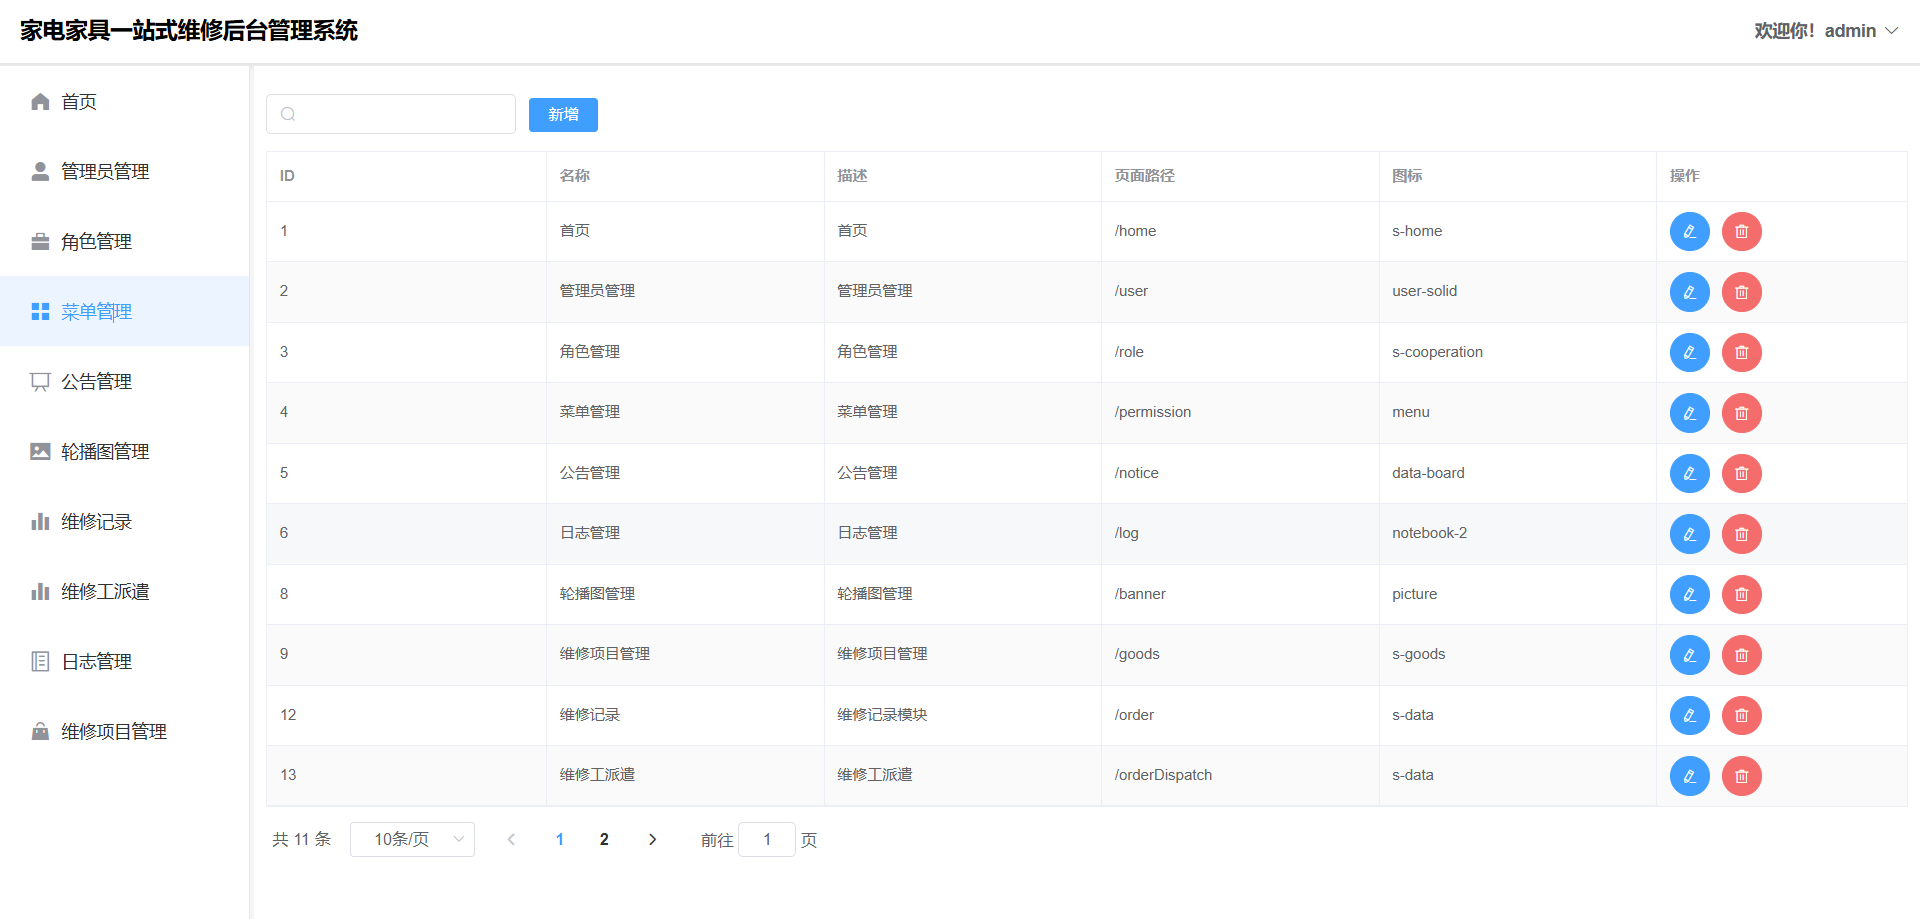 家电家具一站式维修后台管理系统
欢迎你！admin
首页
管理员管理
角色管理
菜单管理
公告管理
轮播图管理
维修记录
维修工派遣
日志管理
维修项目管理
新增
ID 名称 描述 页面路径 图标 操作
1 首页 首页 /home s-home
2 管理员管理 管理员管理 /user user-solid
3 角色管理 角色管理 /role s-cooperation
4 菜单管理 菜单管理 /permission menu
5 公告管理 公告管理 /notice data-board
6 日志管理 日志管理 /log notebook-2
8 轮播图管理 轮播图管理 /banner picture
9 维修项目管理 维修项目管理 /goods s-goods
12 维修记录 维修记录模块 /order s-data
13 维修工派遣 维修工派遣 /orderDispatch s-data
共 11 条 10条/页 1 2 前往 1 页